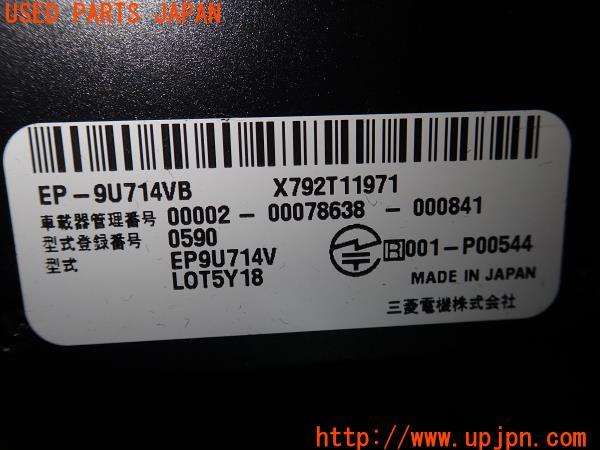 USED PARTS JAPAN
EP-9U714VB X792T11971
車載器管理番号 00002-00078638-000841
型式登録番号 0590
型式 EP9U714V
LOT5Y18
R 001-P00544
MADE IN JAPAN
三菱電機株式会社
http://www.upjpn.com/